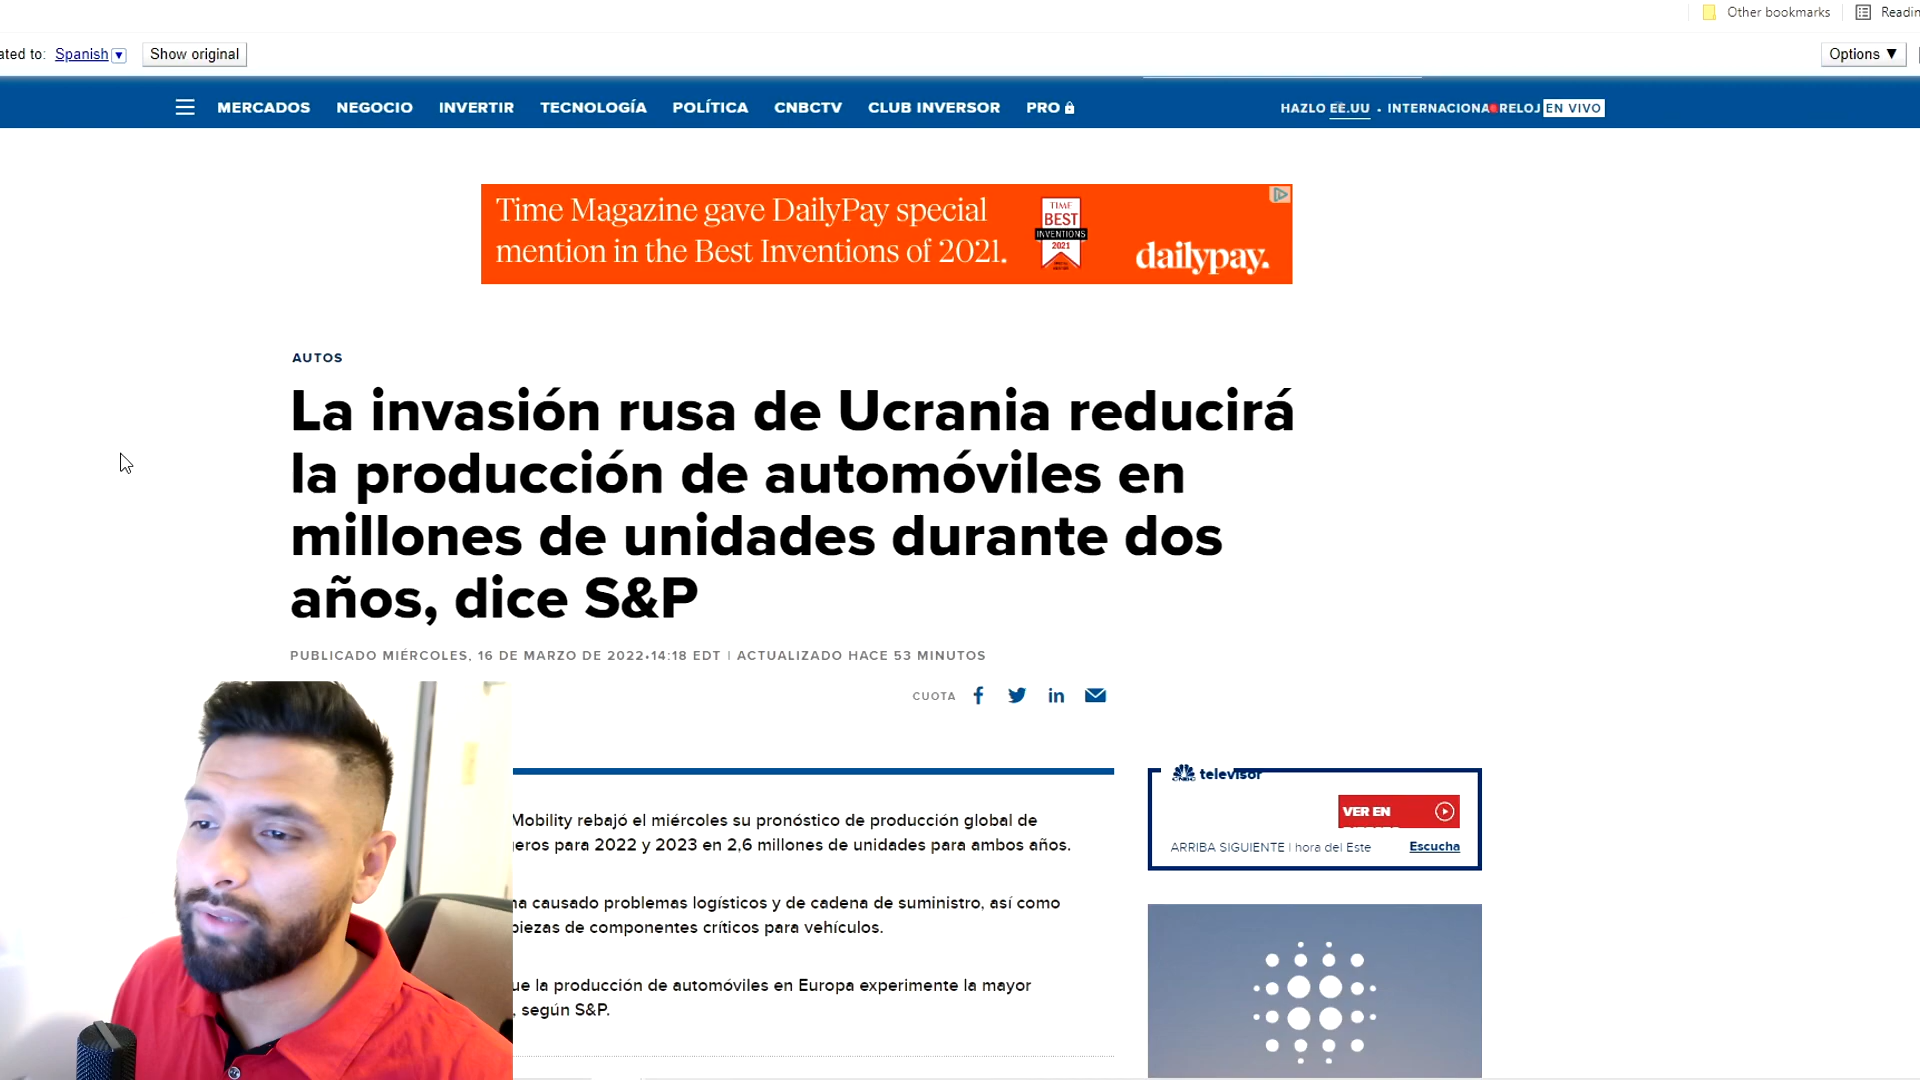 Other bookmarks
ated to: Spanish Show original Options
MERCADOS NEGOCIO INVERTIR TECNOLOGÍA POLÍTICA CNBCTV CLUB INVERSOR PRO
HAZLO EE.UU • INTERNACIONA RELOJ EN VIVO
Time Magazine gave DailyPay special
mention in the Best Inventions of 2021.
TIME
BEST
INVENTIONS
2021
dailypay.
AUTOS
La invasión rusa de Ucrania reducirá
la producción de automóviles en
millones de unidades durante dos
años, dice S&P
PUBLICADO MIÉRCOLES, 16 DE MARZO DE 2022•14:18 EDT | ACTUALIZADO HACE 53 MINUTOS
CUOTA
Mobility rebajó el miércoles su pronóstico de producción global de
eros para 2022 y 2023 en 2,6 millones de unidades para ambos años.
ha causado problemas logísticos y de cadena de suministro, así como
piezas de componentes críticos para vehículos.
ue la producción de automóviles en Europa experimente la mayor
, según S&P.
CNBC televisor
VER EN
ARRIBA SIGUIENTE | hora del Este Escucha